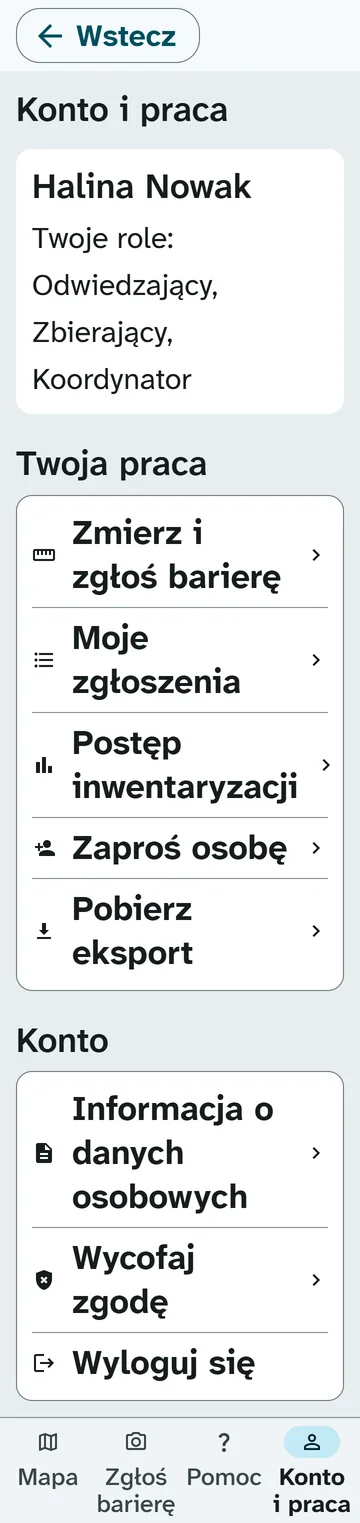 Wstecz
Konto i praca
Halina Nowak
Twoje role:
Odwiedzający,
Zbierający,
Koordynator
Twoja praca
Zmierz i
zgłoś barierę
Moje
zgłoszenia
Postęp
inwentaryzacji
Zaproś osobę
Pobierz
eksport
Konto
Informacja o
danych
osobowych
Wycofaj
zgodę
Wyloguj się
Mapa
Zgłoś
barierę
Pomoc
Konto
i praca